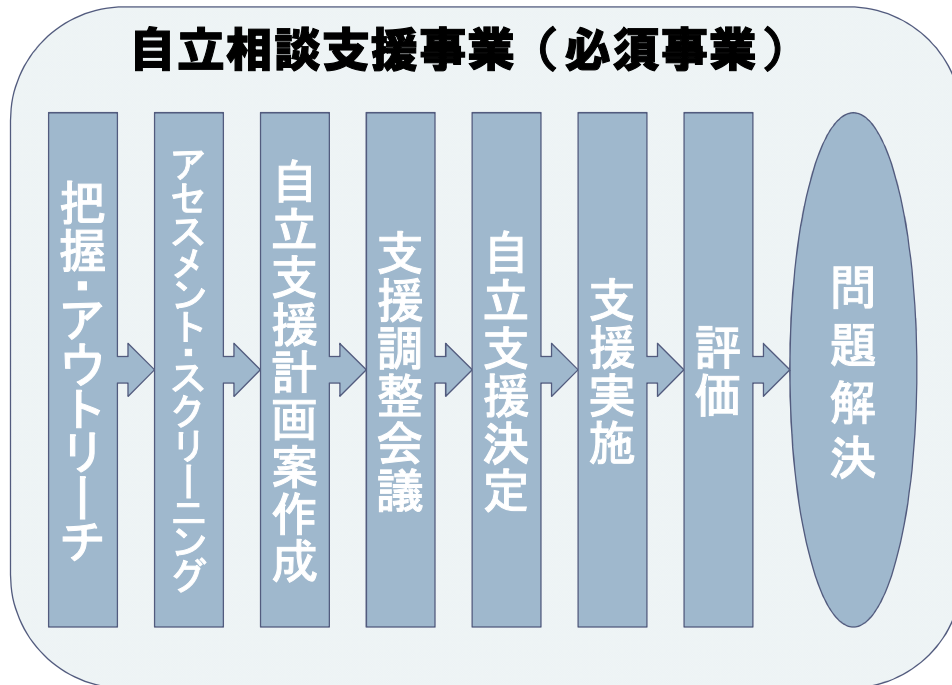 自立相談支援事業（必須事業）
把握・アウトリーチ
アセスメント・スクリーニング
自立支援計画案作成
支援調整会議
自立支援決定
支援実施
評価
問題解決